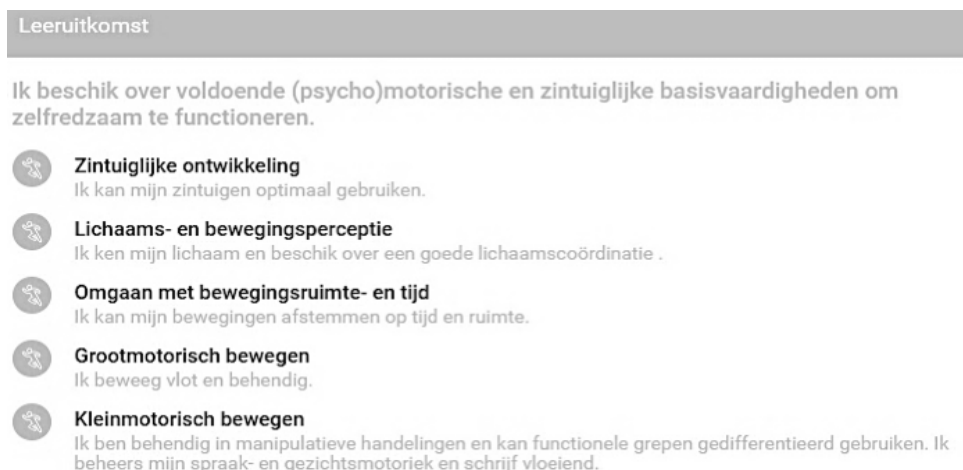 Leeruitkomst
Ik beschik over voldoende (psycho)motorische en zintuiglijke basisvaardigheden om
zelfredzaam te functioneren.
Zintuiglijke ontwikkeling
Ik kan mijn zintuigen optimaal gebruiken.
Lichaams- en bewegingsperceptie
Ik ken mijn lichaam en beschik over een goede lichaamscoördinatie .
Omgaan met bewegingsruimte- en tijd
Ik kan mijn bewegingen afstemmen op tijd en ruimte.
Grootmotorisch bewegen
Ik beweeg vlot en behendig.
Kleinmotorisch bewegen
Ik ben behendig in manipulatieve handelingen en kan functionele grepen gedifferentieerd gebruiken. Ik
beheers mijn spraak- en gezichtsmotoriek en schrijf vloeiend.